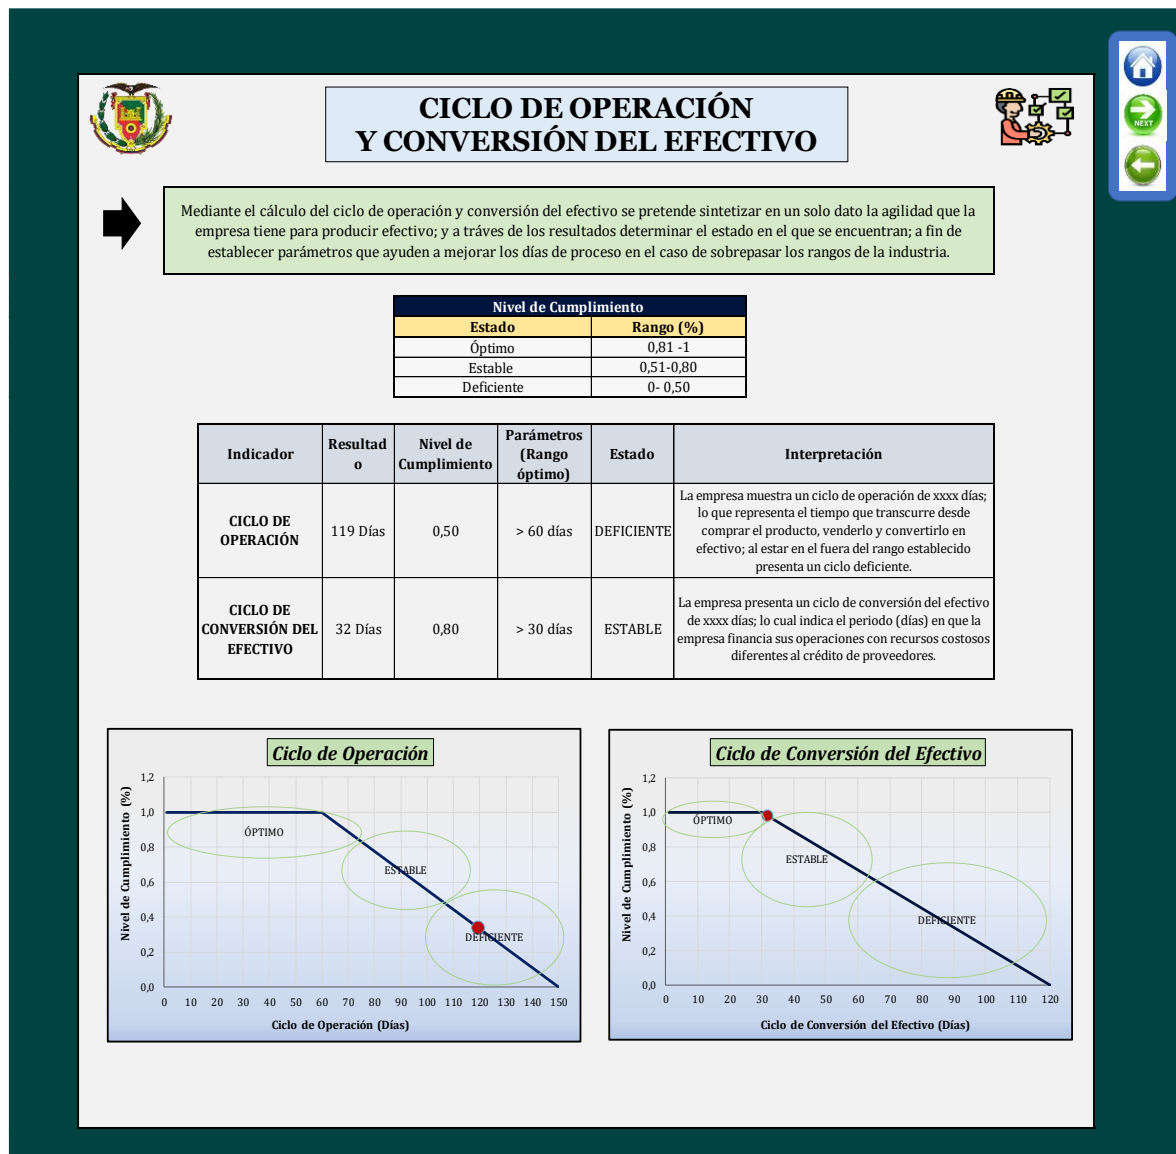 NEXT
CICLO DE OPERACIÓN
Y CONVERSIÓN DEL EFECTIVO
Mediante el cálculo del ciclo de operación y conversión del efectivo se pretende sintetizar en un solo dato la agilidad que la
empresa tiene para producir efectivo; y a tráves de los resultados determinar el estado en el que se encuentran; a fin de
establecer parámetros que ayuden a mejorar los días de proceso en el caso de sobrepasar los rangos de la industria.
Nivel de Cumplimiento
Estado Rango (%)
Óptimo 0,81 -1
Estable 0,51-0,80
Deficiente 0- 0,50
Indicador
Resultad
o
Nivel de
Cumplimiento
Parámetros
(Rango
óptimo)
Estado
Interpretación
CICLO DE
OPERACIÓN
119 Días
0,50
> 60 días
DEFICIENTE
La empresa muestra un ciclo de operación de xxxx días;
lo que representa el tiempo que transcurre desde
comprar el producto, venderlo y convertirlo en
efectivo; al estar en el fuera del rango establecido
presenta un ciclo deficiente.
CICLO DE
CONVERSIÓN DEL
EFECTIVO
32 Días
0,80
> 30 días
ESTABLE
La empresa presenta un ciclo de conversión del efectivo
de xxxx días; lo cual indica el periodo (días) en que la
empresa financia sus operaciones con recursos costosos
diferentes al crédito de proveedores.
Ciclo de Operación
Nivel de Cumplimiento (%)
1,2
1,0
0,8
0,6
0,4
0,2
0,0
ÓPTIMO
ESTABLE
DEFICIENTE
0 10 20 30 40 50 60 70 80 90 100 110 120 130 140 150
Ciclo de Operación (Días)
Ciclo de Conversión del Efectivo
Nivel de Cumplimiento (%)
1,2
1,0
0,8
0,6
0,4
0,2
0,0
ÓPTIMO
ESTABLE
DEFICIENTE
0 10 20 30 40 50 60 70 80 90 100 110 120
Ciclo de Conversión del Efectivo (Días)